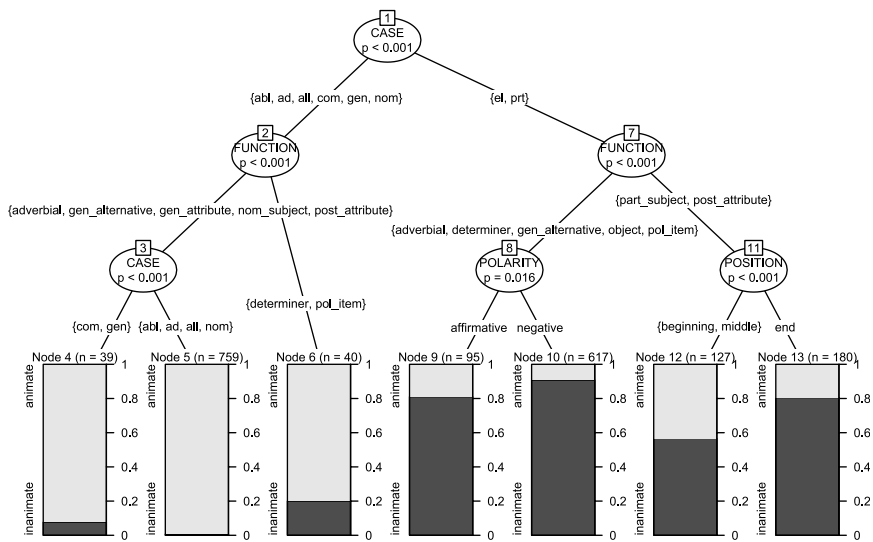 1
CASE
p < 0.001
{abl, ad, all, com, gen, nom}
{el, prt}
2
FUNCTION
p < 0.001
7
FUNCTION
p < 0.001
{adverbial, gen_alternative, gen_attribute, nom_subject, post_attribute}
{part_subject, post_attribute}
{adverbial, determiner, gen_alternative, object, pol_item}
3
CASE
p < 0.001
8
POLARITY
p = 0.016
11
POSITION
p < 0.001
{determiner, pol_item}
{com, gen}
{abl, ad, all, nom}
affirmative
negative
{beginning, middle}
end
Node 4 (n = 39)
inanimate
animate
0
0.2
0.4
0.6
0.8
1
Node 5 (n = 759)
inanimate
animate
0
0.2
0.4
0.6
0.8
1
Node 6 (n = 40)
inanimate
animate
0
0.2
0.4
0.6
0.8
1
Node 9 (n = 95)
inanimate
animate
0
0.2
0.4
0.6
0.8
1
Node 10 (n = 617)
inanimate
animate
0
0.2
0.4
0.6
0.8
1
Node 12 (n = 127)
inanimate
animate
0
0.2
0.4
0.6
0.8
1
Node 13 (n = 180)
inanimate
animate
0
0.2
0.4
0.6
0.8
1